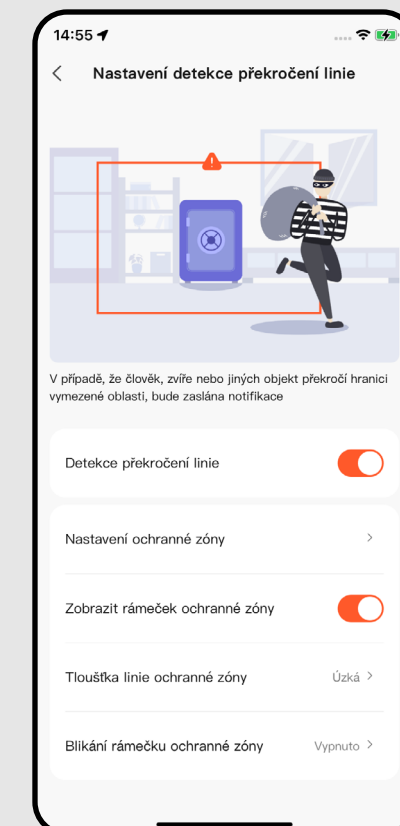 14:55
Nastavení detekce překročení linie
V případě, že člověk, zvíře nebo jiných objekt překročí hranici
vymezené oblasti, bude zaslána notifikace
Detekce překročení linie
Nastavení ochranné zóny
Zobrazit rámeček ochranné zóny
Tloušťka linie ochranné zóny Úzká
Blikání rámečku ochranné zóny Vypnuto